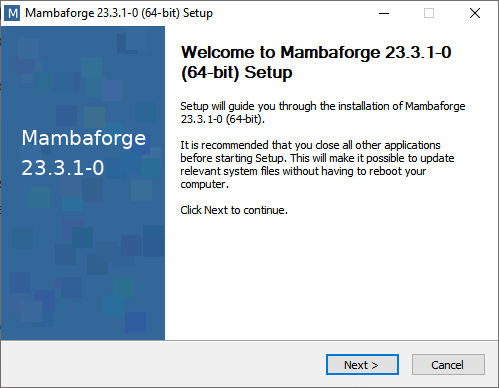 M Mambaforge 23.3.1-0 (64-bit) Setup
Mambaforge
23.3.1-0
Welcome to Mambaforge 23.3.1-0
(64-bit) Setup
Setup will guide you through the installation of Mambaforge
23.3.1-0 (64-bit).
It is recommended that you close all other applications
before starting Setup. This will make it possible to update
relevant system files without having to reboot your
computer.
Click Next to continue.
Next >
Cancel